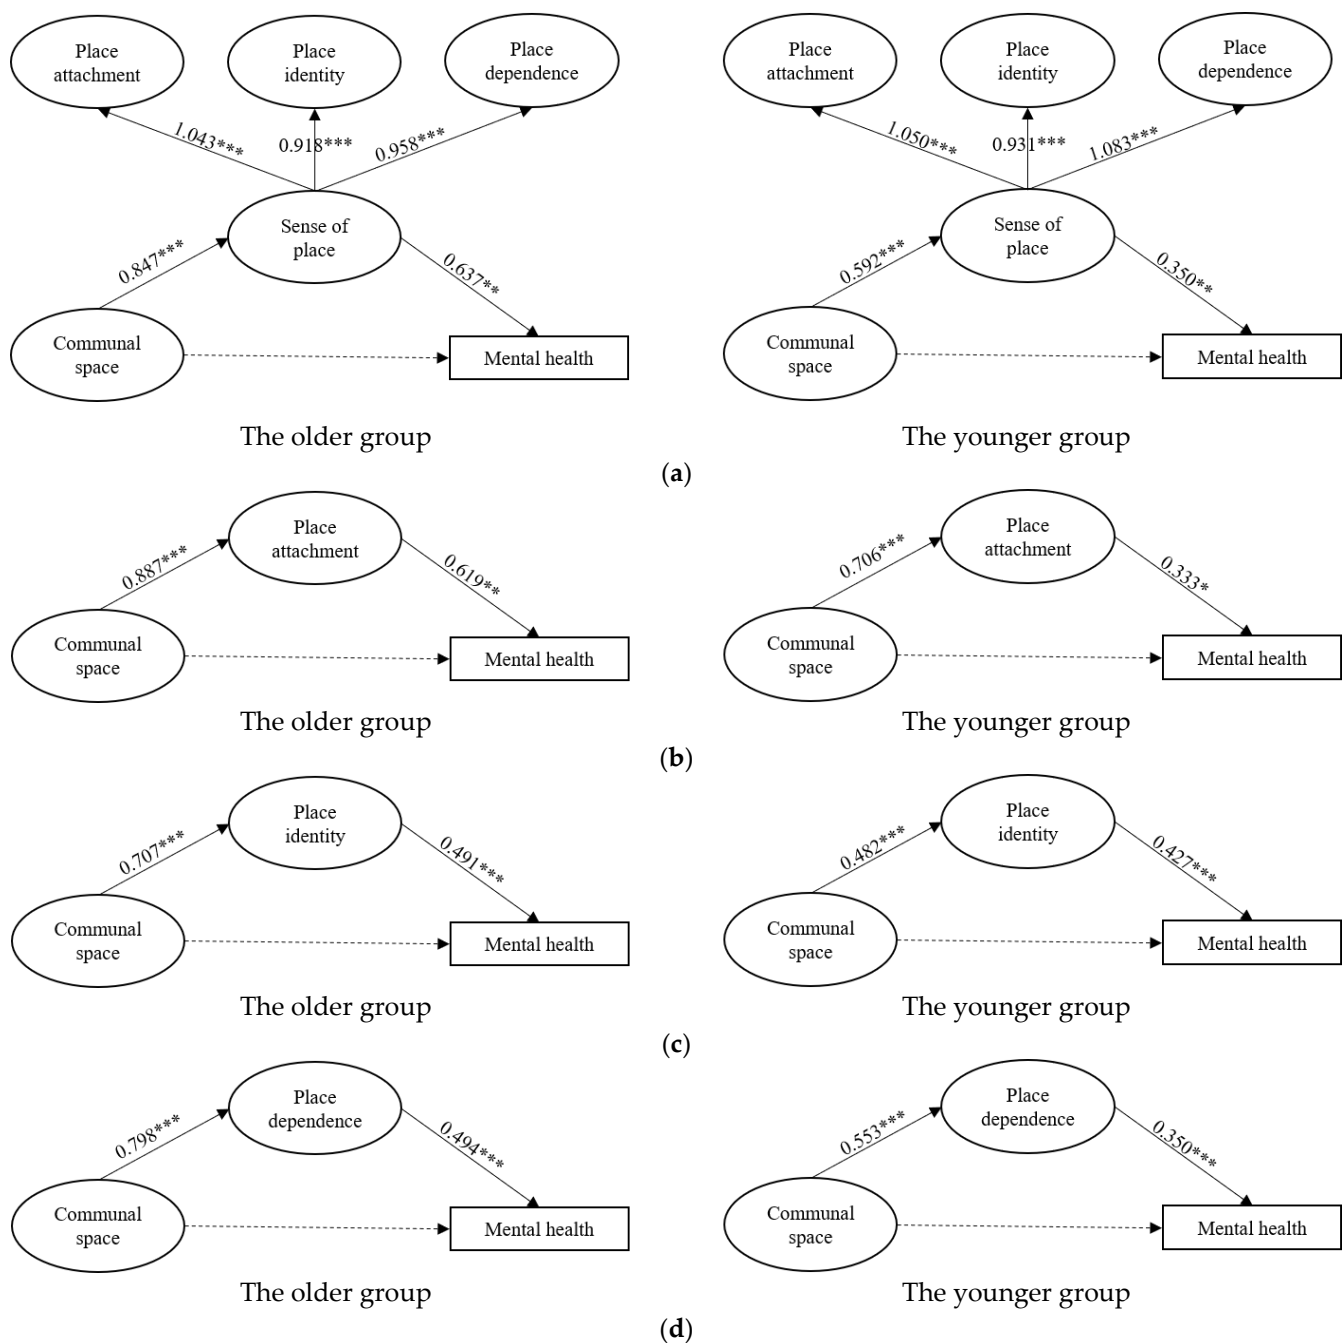 Place
attachment
Place
identity
Place
dependence
1.043***
0.918***
0.958***
Sense of
place
0.847***
0.637**
Communal
space
Mental health
The older group
Place
attachment
Place
identity
Place
dependence
1.050***
0.931***
1.083***
Sense of
place
0.592***
0.350**
Communal
space
Mental health
The younger group
(a)
Place
attachment
0.887***
0.619**
Communal
space
Mental health
The older group
Place
attachment
0.706***
0.333*
Communal
space
Mental health
The younger group
(b)
Place
identity
0.707***
0.491***
Communal
space
Mental health
The older group
Place
identity
0.482***
0.427***
Communal
space
Mental health
The younger group
(c)
Place
dependence
0.798***
0.494***
Communal
space
Mental health
The older group
Place
dependence
0.553***
0.350***
Communal
space
Mental health
The younger group
(d)